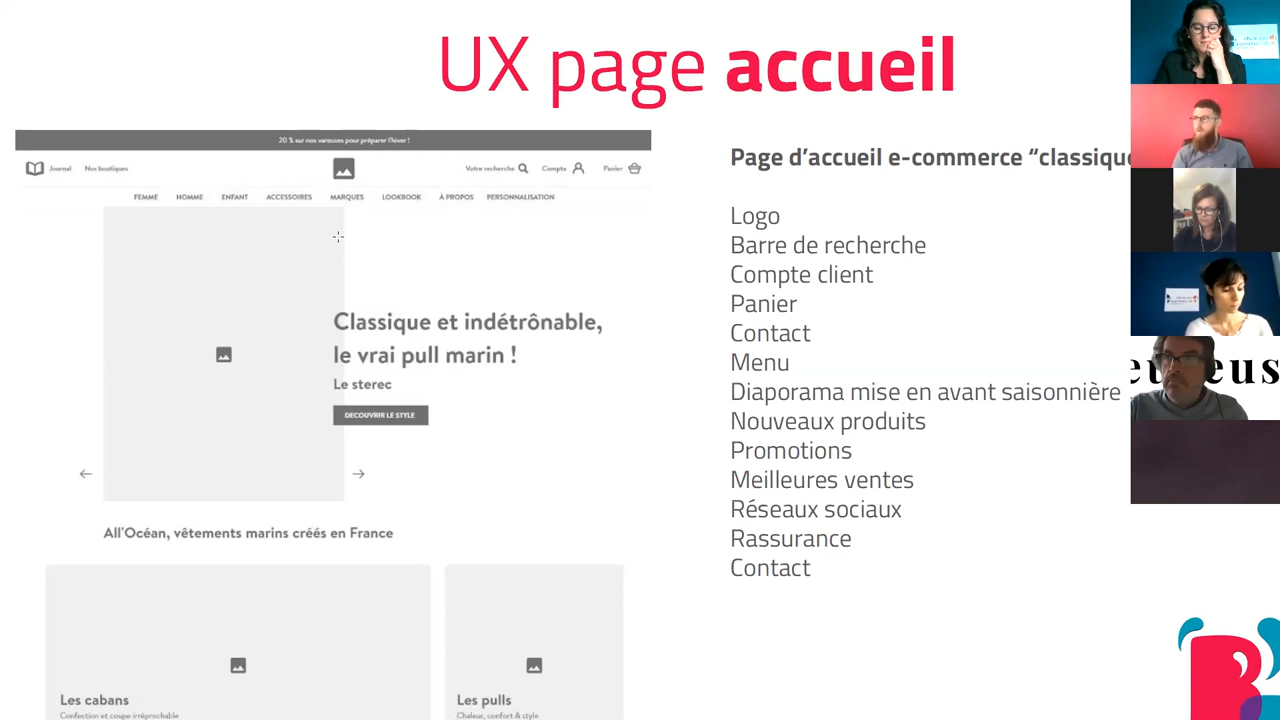 UX page accueil
20 % sur nos vareuses pour préparer l'hiver !
Journal
Nos boutiques
Votre recherche
Compte
Panier
FEMME
HOMME
ENFANT
ACCESSOIRES
MARQUES
LOOKBOOK
À PROPOS
PERSONNALISATION
Classique et indétrônable,
le vrai pull marin !
Le sterec
DECOUVRIR LE STYLE
All'Océan, vêtements marins créés en France
Les cabans
Confection et coupe irréprochable
Les pulls
Chaleur, confort & style
Page d'accueil e-commerce “classique
Logo
Barre de recherche
Compte client
Panier
Contact
Menu
Diaporama mise en avant saisonnière
Nouveaux produits
Promotions
Meilleures ventes
Réseaux sociaux
Rassurance
Contact